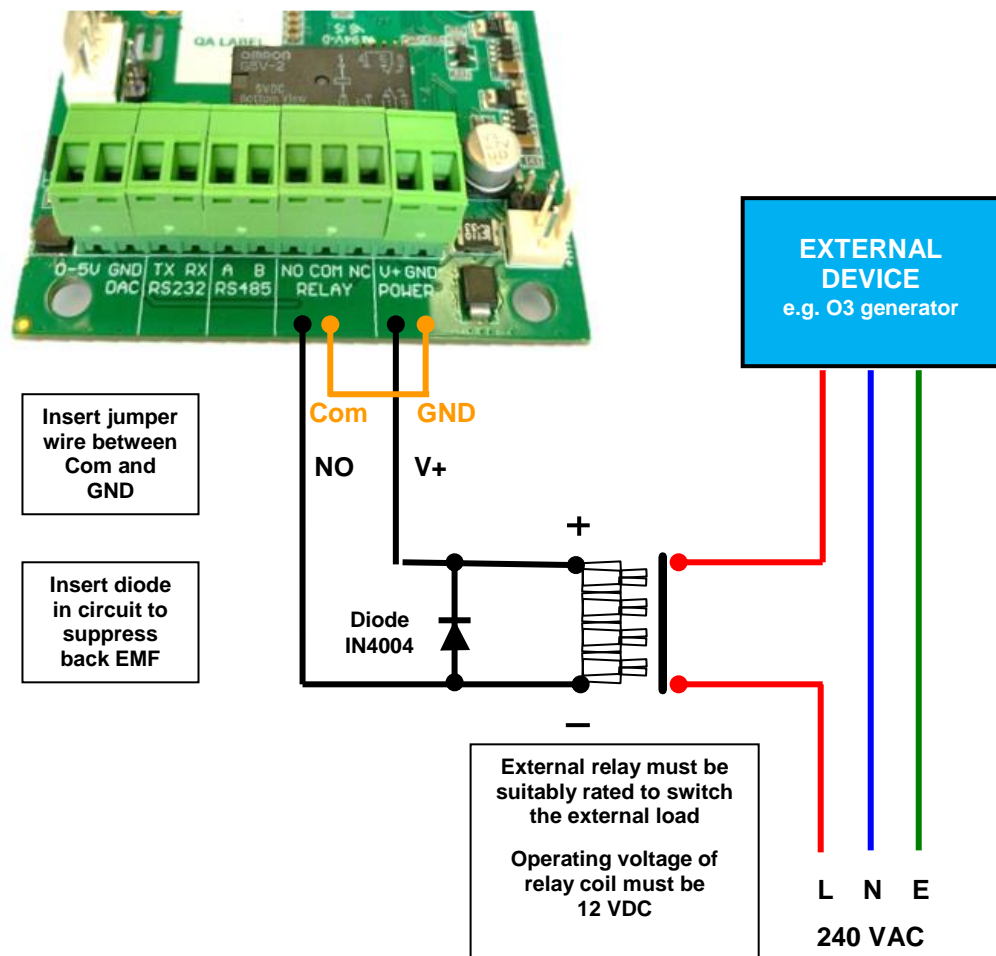 QA LABEL
OMRON
G5V-2
5VDC
Bottom View
0-5V GND TX RX A B NO COM NC V+ GND
DAC RS232 RS485 RELAY POWER
EXTERNAL
DEVICE
e.g. O3 generator
Insert jumper
wire between
Com and
GND
Com GND
NO V+
Insert diode
in circuit to
suppress
back EMF
+
Diode
IN4004
–
External relay must be
suitably rated to switch
the external load
Operating voltage of
relay coil must be
12 VDC
L N E
240 VAC